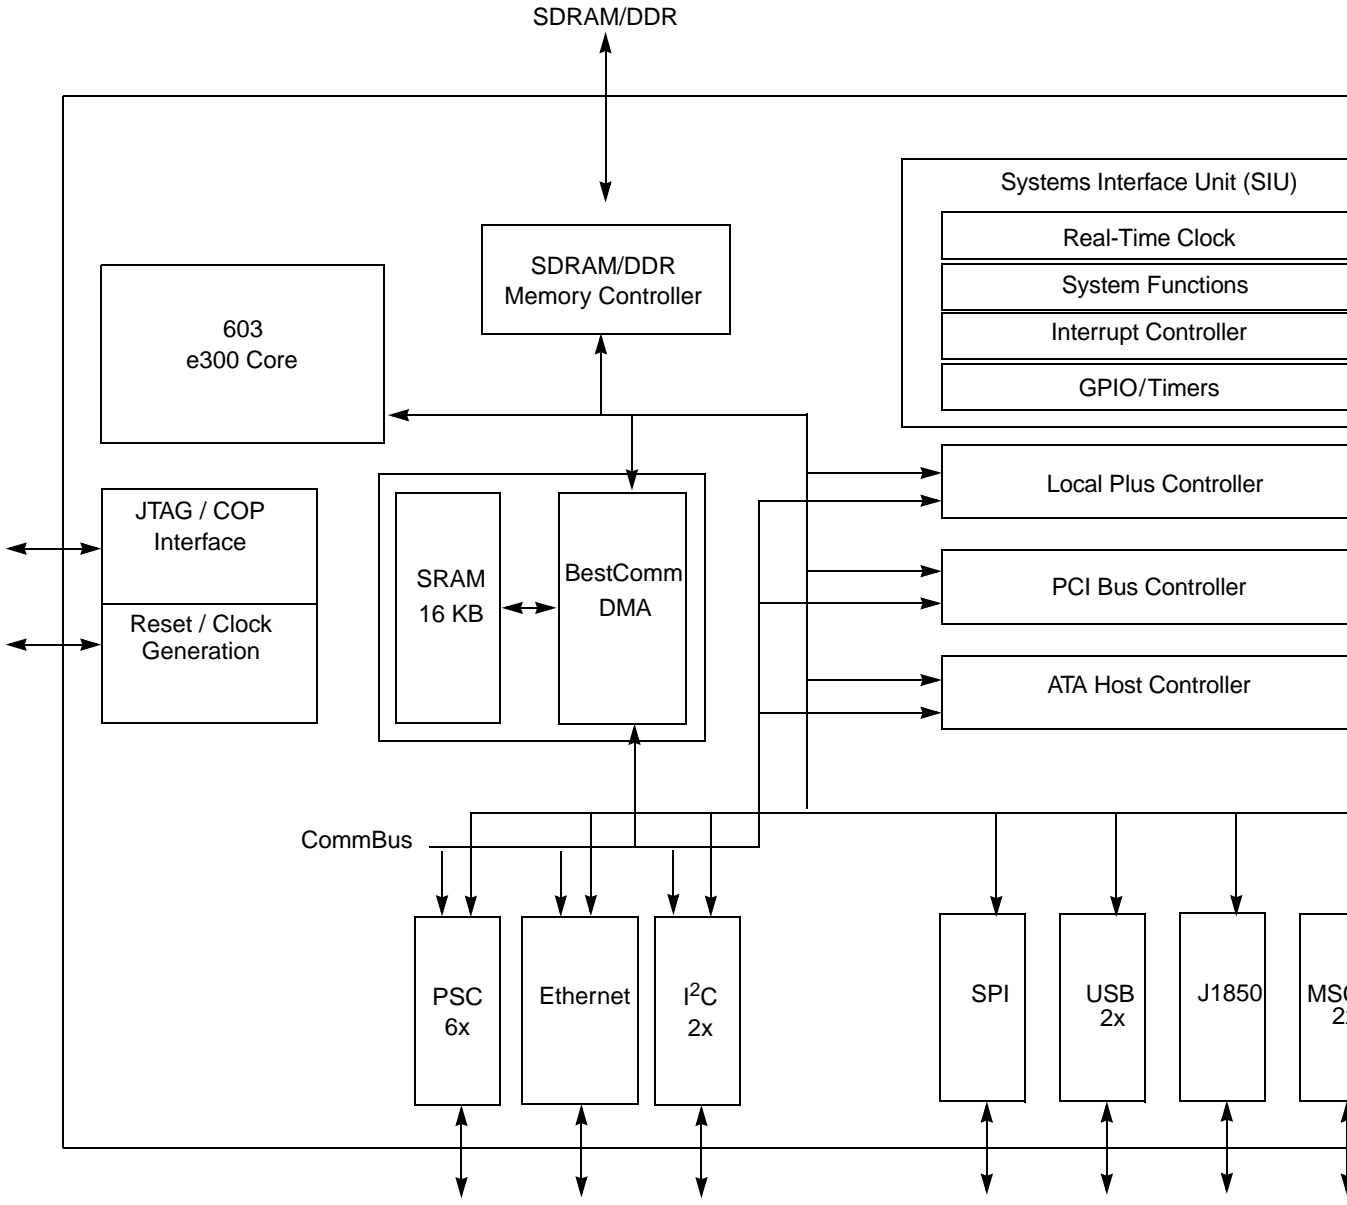 SDRAM/DDR
Systems Interface Unit (SIU)
Real-Time Clock
System Functions
Interrupt Controller
GPIO/Timers
SDRAM/DDR
Memory Controller
603
e300 Core
Local Plus Controller
JTAG / COP
Interface
BestComm
DMA
SRAM
16 KB
PCI Bus Controller
Reset / Clock
Generation
ATA Host Controller
CommBus
PSC
6x
Ethernet
I²C
2x
SPI
USB
2x
J1850